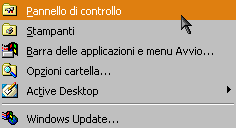 Pannello di controllo
Stampanti
Barra delle applicazioni e menu Avvio...
Opzioni cartella...
Active Desktop
Windows Update...